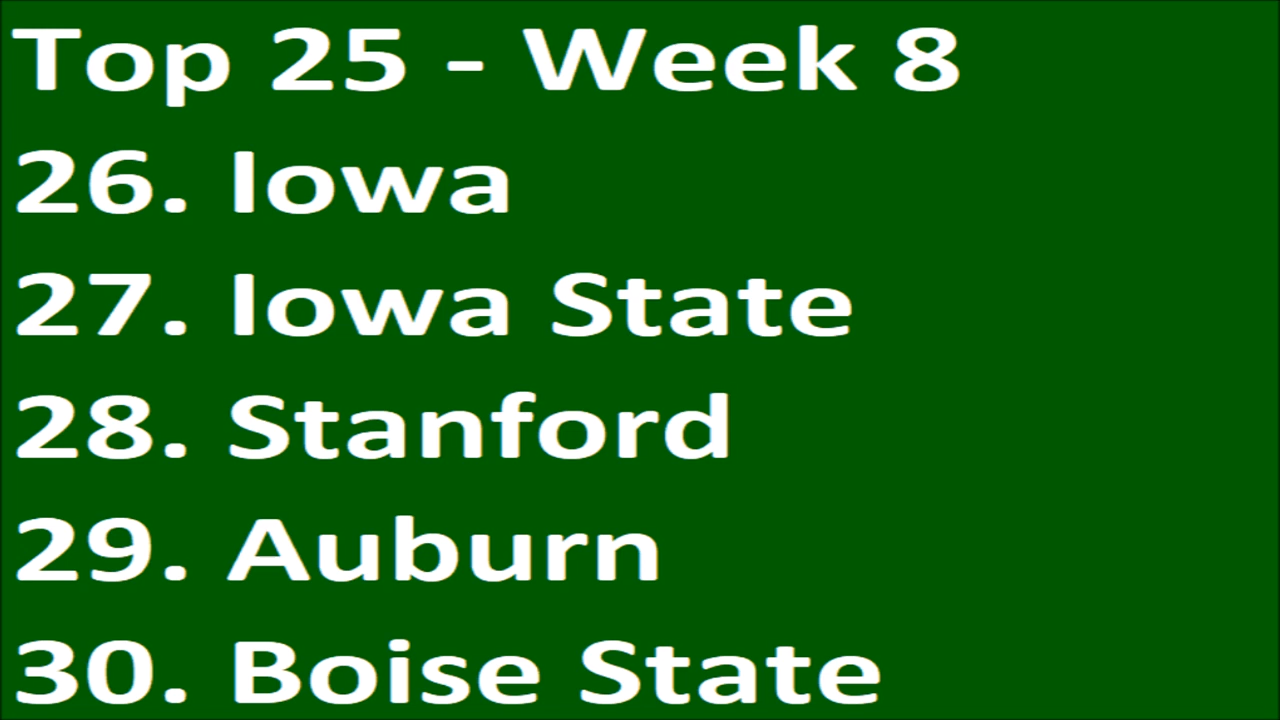 Top 25 - Week 8
26. Iowa
27. Iowa State
28. Stanford
29. Auburn
30. Boise State